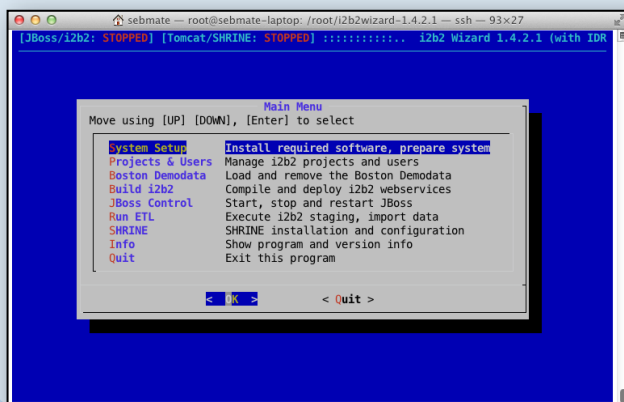 sebmate — root@sebmate-laptop: /root/i2b2wizard-1.4.2.1 — ssh — 93×27
[JBoss/i2b2: STOPPED] [Tomcat/SHRINE: STOPPED] :::::::::::.. i2b2 Wizard 1.4.2.1 (with IDR
Main Menu
Move using [UP] [DOWN], [Enter] to select
System Setup Install required software, prepare system
Projects & Users Manage i2b2 projects and users
Boston Demodata Load and remove the Boston Demodata
Build i2b2 Compile and deploy i2b2 webservices
JBoss Control Start, stop and restart JBoss
Run ETL Execute i2b2 staging, import data
SHRINE SHRINE installation and configuration
Info Show program and version info
Quit Exit this program
< OK > < Quit >